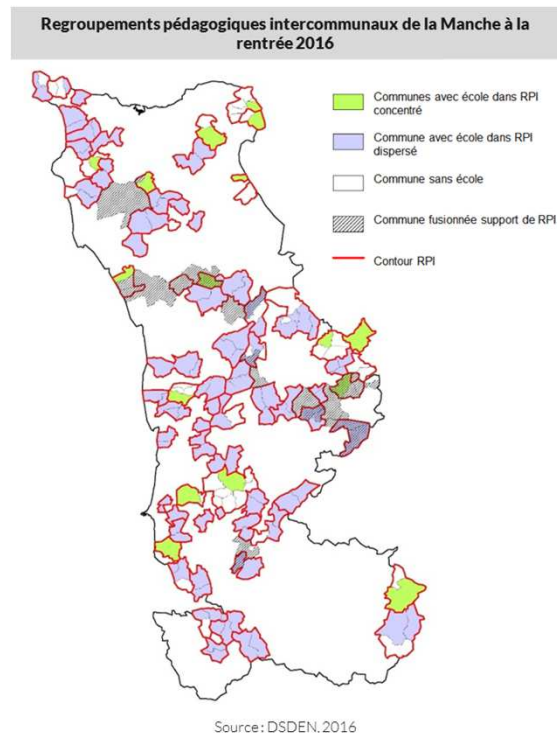 Regroupements pédagogiques intercommunaux de la Manche à la
rentrée 2016
Communes avec école dans RPI
concentré
Commune avec école dans RPI
dispersé
Commune sans école
Commune fusionnée support de RPI
Contour RPI
Source : DSDEN, 2016